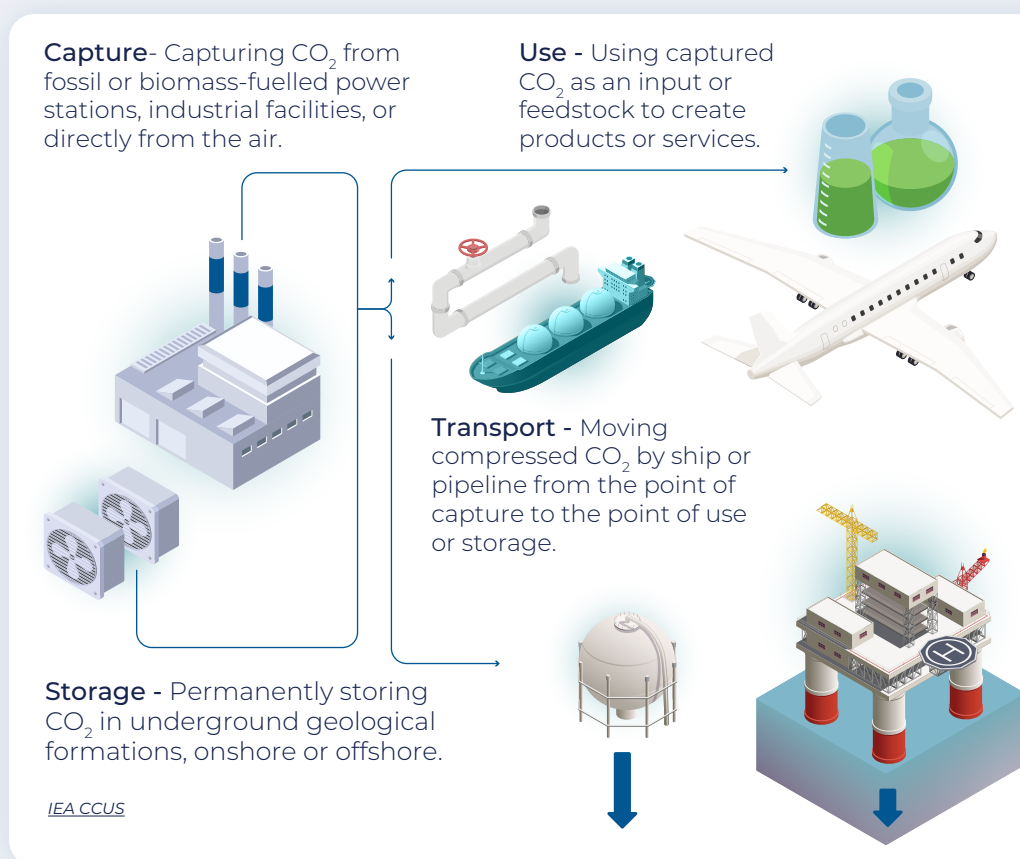 Capture- Capturing CO₂ from
fossil or biomass-fuelled power
stations, industrial facilities, or
directly from the air.
Use - Using captured
CO₂ as an input or
feedstock to create
products or services.
Transport - Moving
compressed CO₂ by ship or
pipeline from the point of
capture to the point of use
or storage.
H
Storage - Permanently storing
CO₂ in underground geological
formations, onshore or offshore.
IEA CCUS